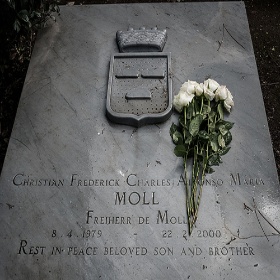 Christian Frederick Charles Alfonso Maria
MOLL
Freiherr de Moll
8. 4. 1979 22. 2. 2000
Rest in peace beloved son and brother